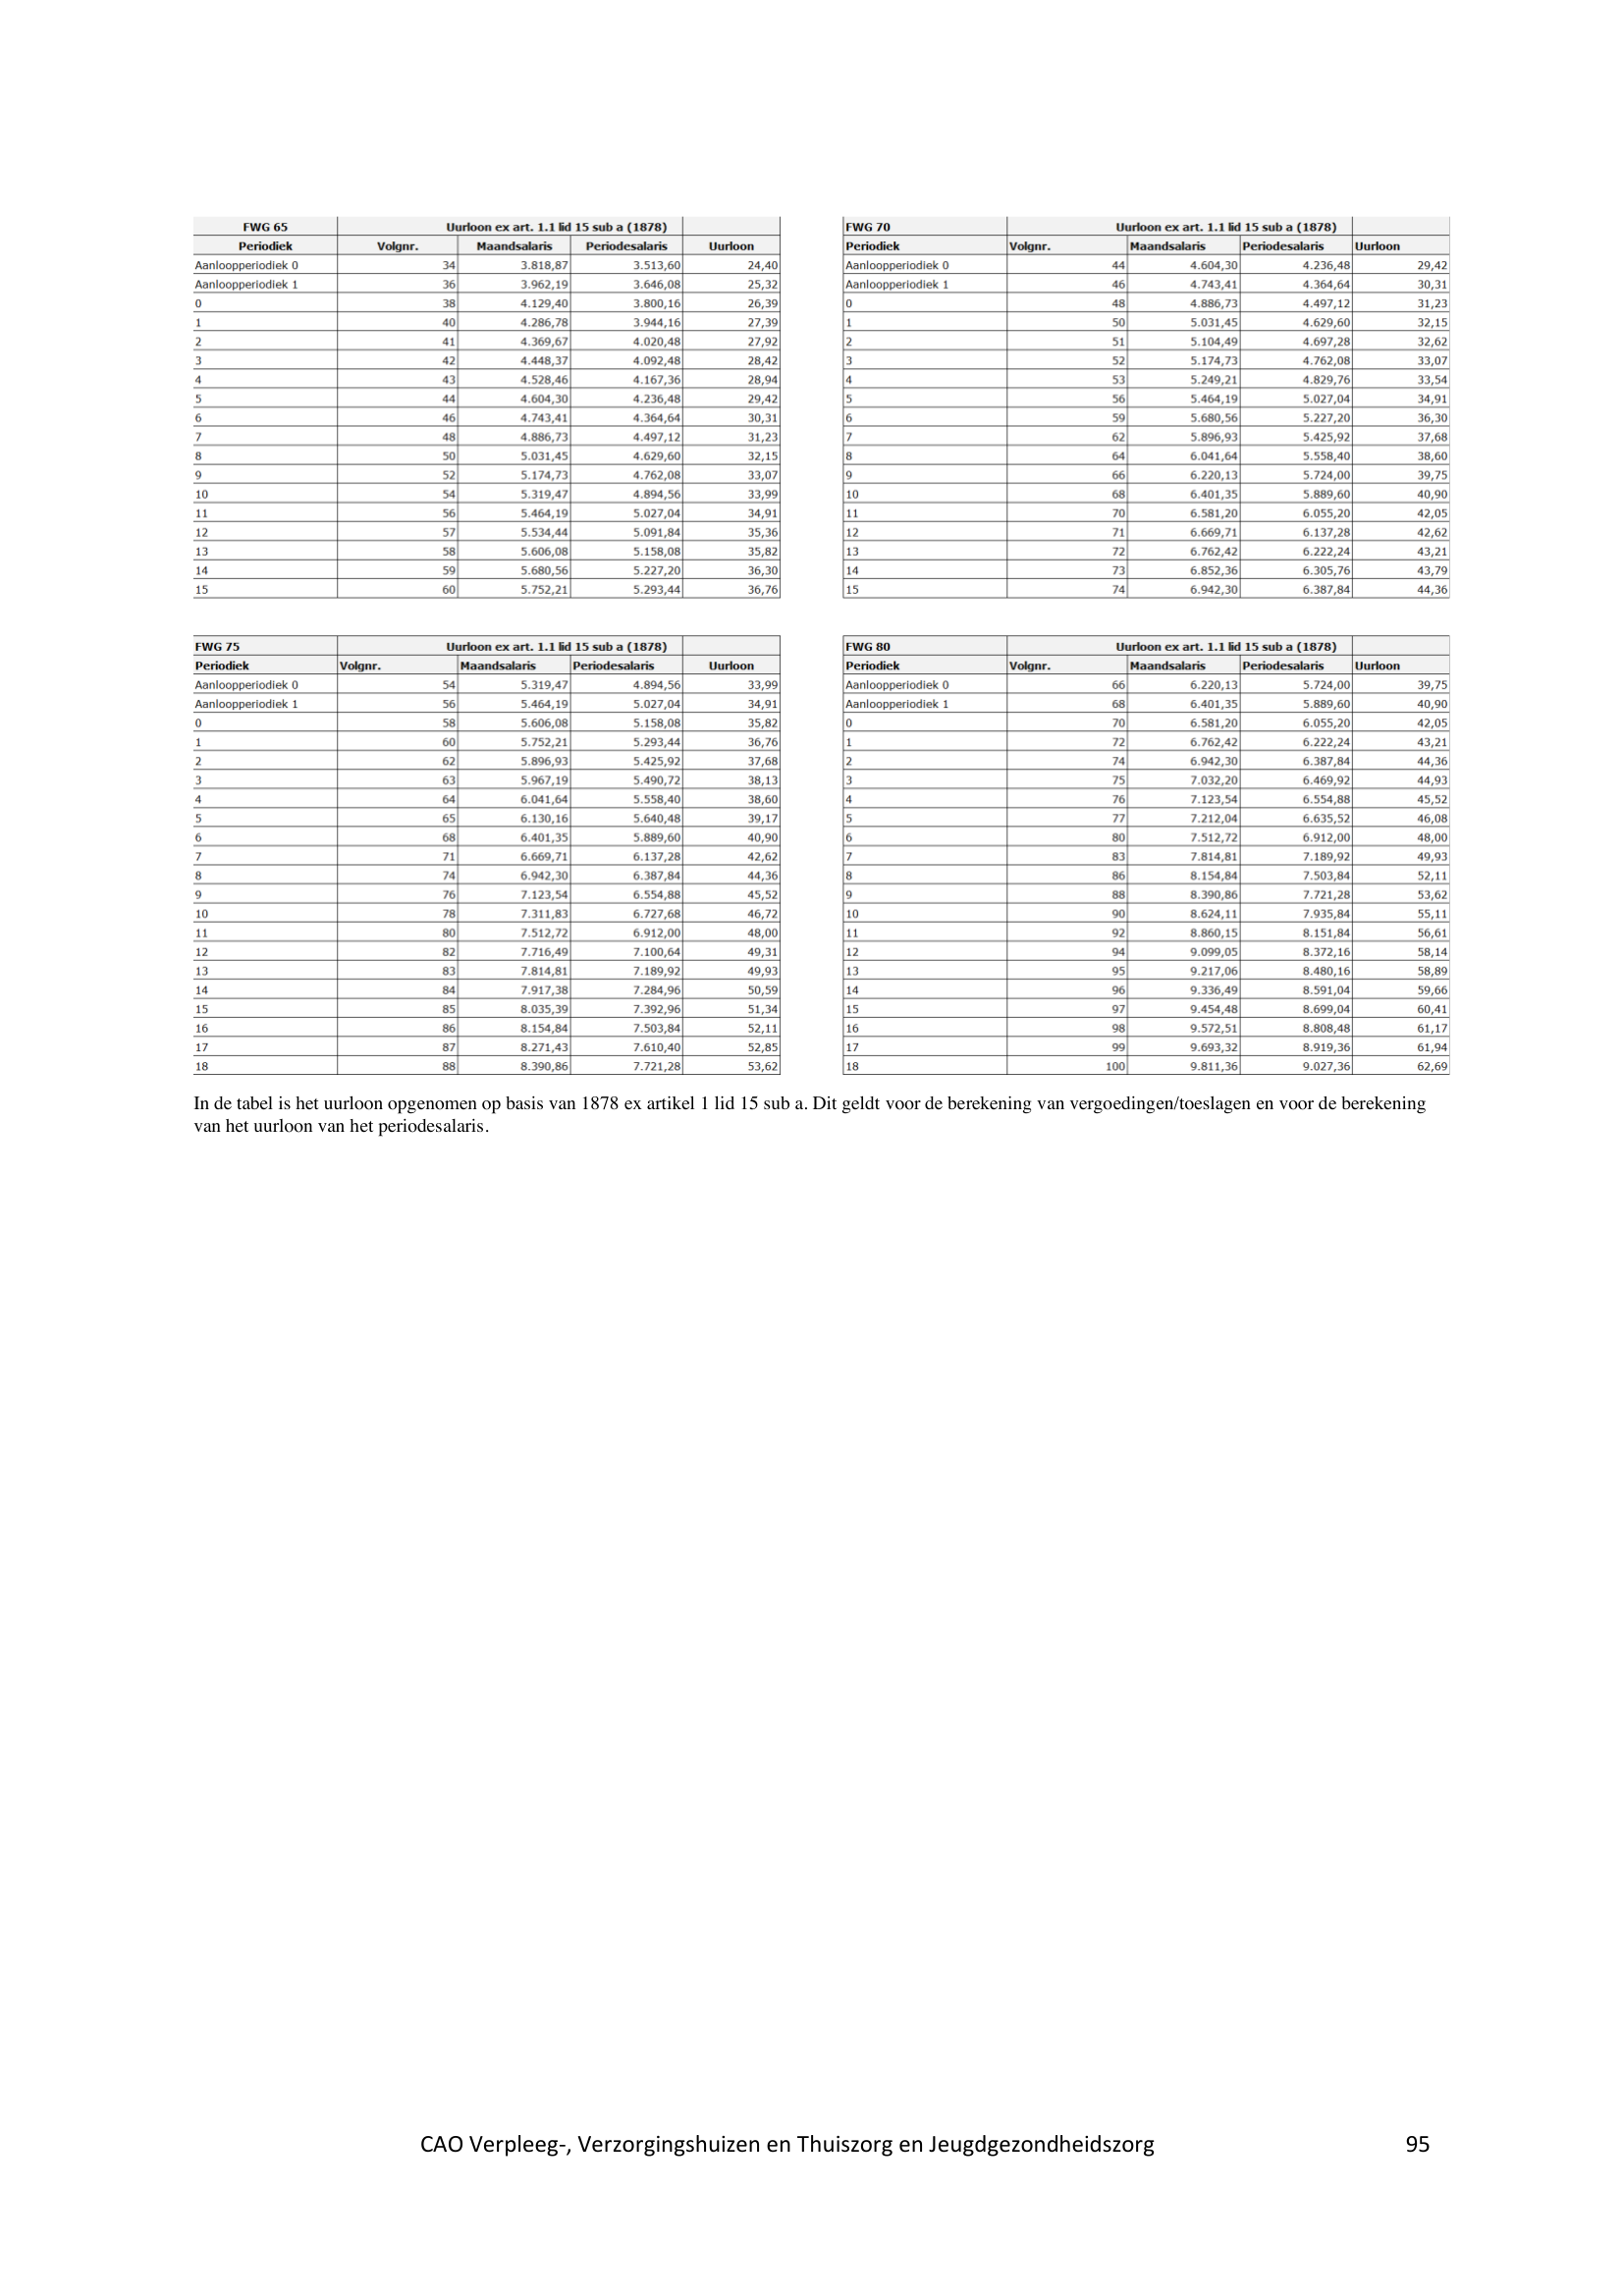 FWG 65 Uurloon ex art. 1.1 lid 15 sub a (1878)
Periodiek Volgnr. Maandsalaris Periodesalaris Uurloon
Aanloopperiodiek 0 34 3.818,87 3.513,60 24,40
Aanloopperiodiek 1 36 3.962,19 3.646,08 25,32
0 38 4.129,40 3.800,16 26,39
1 40 4.286,78 3.944,16 27,39
2 41 4.369,67 4.020,48 27,92
3 42 4.448,37 4.092,48 28,42
4 43 4.528,46 4.167,36 28,94
5 44 4.604,30 4.236,48 29,42
6 46 4.743,41 4.364,64 30,31
7 48 4.886,73 4.497,12 31,23
8 50 5.031,45 4.629,60 32,15
9 52 5.174,73 4.762,08 33,07
10 54 5.319,47 4.894,56 33,99
11 56 5.464,19 5.027,04 34,91
12 57 5.534,44 5.091,84 35,36
13 58 5.606,08 5.158,08 35,82
14 59 5.680,56 5.227,20 36,30
15 60 5.752,21 5.293,44 36,76
FWG 70 Uurloon ex art. 1.1 lid 15 sub a (1878)
Periodiek Volgnr. Maandsalaris Periodesalaris Uurloon
Aanloopperiodiek 0 44 4.604,30 4.236,48 29,42
Aanloopperiodiek 1 46 4.743,41 4.364,64 30,31
0 48 4.886,73 4.497,12 31,23
1 50 5.031,45 4.629,60 32,15
2 51 5.104,49 4.697,28 32,62
3 52 5.174,73 4.762,08 33,07
4 53 5.249,21 4.829,76 33,54
5 56 5.464,19 5.027,04 34,91
6 59 5.680,56 5.227,20 36,30
7 62 5.896,93 5.425,92 37,68
8 64 6.041,64 5.558,40 38,60
9 66 6.220,13 5.724,00 39,75
10 68 6.401,35 5.889,60 40,90
11 70 6.581,20 6.055,20 42,05
12 71 6.669,71 6.137,28 42,62
13 72 6.762,42 6.222,24 43,21
14 73 6.852,36 6.305,76 43,79
15 74 6.942,30 6.387,84 44,36
FWG 75 Uurloon ex art. 1.1 lid 15 sub a (1878)
Periodiek Volgnr. Maandsalaris Periodesalaris Uurloon
Aanloopperiodiek 0 54 5.319,47 4.894,56 33,99
Aanloopperiodiek 1 56 5.464,19 5.027,04 34,91
0 58 5.606,08 5.158,08 35,82
1 60 5.752,21 5.293,44 36,76
2 62 5.896,93 5.425,92 37,68
3 63 5.967,19 5.490,72 38,13
4 64 6.041,64 5.558,40 38,60
5 65 6.130,16 5.640,48 39,17
6 68 6.401,35 5.889,60 40,90
7 71 6.669,71 6.137,28 42,62
8 74 6.942,30 6.387,84 44,36
9 76 7.123,54 6.554,88 45,52
10 78 7.311,83 6.727,68 46,72
11 80 7.512,72 6.912,00 48,00
12 82 7.716,49 7.100,64 49,31
13 83 7.814,81 7.189,92 49,93
14 84 7.917,38 7.284,96 50,59
15 85 8.035,39 7.392,96 51,34
16 86 8.154,84 7.503,84 52,11
17 87 8.271,43 7.610,40 52,85
18 88 8.390,86 7.721,28 53,62
FWG 80 Uurloon ex art. 1.1 lid 15 sub a (1878)
Periodiek Volgnr. Maandsalaris Periodesalaris Uurloon
Aanloopperiodiek 0 66 6.220,13 5.724,00 39,75
Aanloopperiodiek 1 68 6.401,35 5.889,60 40,90
0 70 6.581,20 6.055,20 42,05
1 72 6.762,42 6.222,24 43,21
2 74 6.942,30 6.387,84 44,36
3 75 7.032,20 6.469,92 44,93
4 76 7.123,54 6.554,88 45,52
5 77 7.212,04 6.635,52 46,08
6 80 7.512,72 6.912,00 48,00
7 83 7.814,81 7.189,92 49,93
8 86 8.154,84 7.503,84 52,11
9 88 8.390,86 7.721,28 53,62
10 90 8.624,11 7.935,84 55,11
11 92 8.860,15 8.151,84 56,61
12 94 9.099,05 8.372,16 58,14
13 95 9.217,06 8.480,16 58,89
14 96 9.336,49 8.591,04 59,66
15 97 9.454,48 8.699,04 60,41
16 98 9.572,51 8.808,48 61,17
17 99 9.693,32 8.919,36 61,94
18 100 9.811,36 9.027,36 62,69
In de tabel is het uurloon opgenomen op basis van 1878 ex artikel 1 lid 15 sub a. Dit geldt voor de berekening van vergoedingen/toeslagen en voor de berekening
van het uurloon van het periodesalaris.
CAO Verpleeg-, Verzorgingshuizen en Thuiszorg en Jeugdgezondheidszorg 95